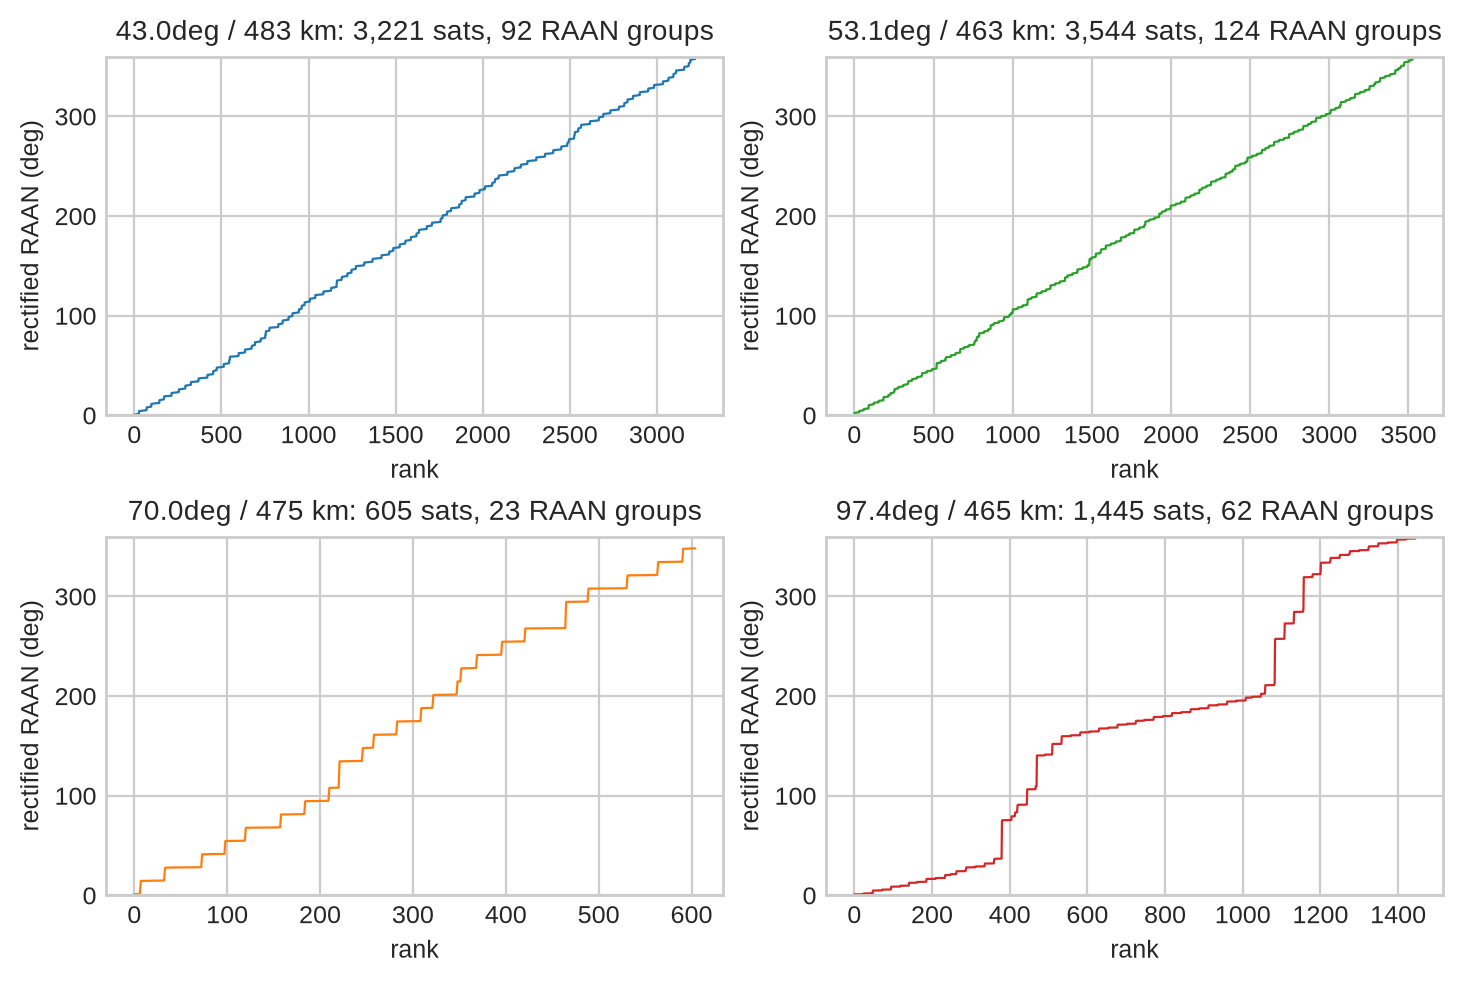 43.0deg / 483 km: 3,221 sats, 92 RAAN groups
rectified RAAN (deg)
300
200
100
0
0 500 1000 1500 2000 2500 3000
rank
53.1deg / 463 km: 3,544 sats, 124 RAAN groups
rectified RAAN (deg)
300
200
100
0
0 500 1000 1500 2000 2500 3000 3500
rank
70.0deg / 475 km: 605 sats, 23 RAAN groups
rectified RAAN (deg)
300
200
100
0
0 100 200 300 400 500 600
rank
97.4deg / 465 km: 1,445 sats, 62 RAAN groups
rectified RAAN (deg)
300
200
100
0
0 200 400 600 800 1000 1200 1400
rank